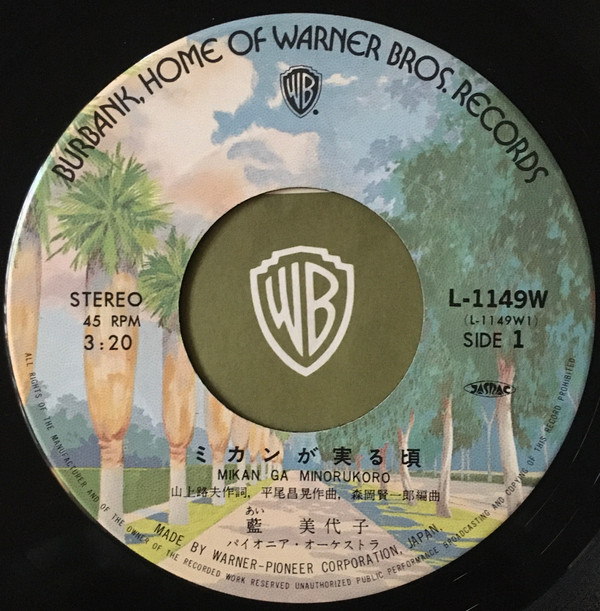 BURBANK, HOME OF WARNER BROS. RECORDS
WB
WB
STEREO
45 RPM
3:20
L-1149W
(L-1149W1)
SIDE 1
JASRAC
ミカンが実る頃
MIKAN GA MINORUKORO
山上路夫作詞, 平尾昌晃作曲, 森岡賢一郎編曲
あい
藍 美代子
パイオニア・オーケストラ
MADE BY WARNER-PIONEER CORPORATION, JAPAN.
ALL RIGHTS OF THE MANUFACTURER AND OF THE OWNER OF THE RECORDED WORK RESERVED UNAUTHORIZED PUBLIC PERFORMANCE BROADCASTING AND COPYING OF THIS RECORD PROHIBITED.